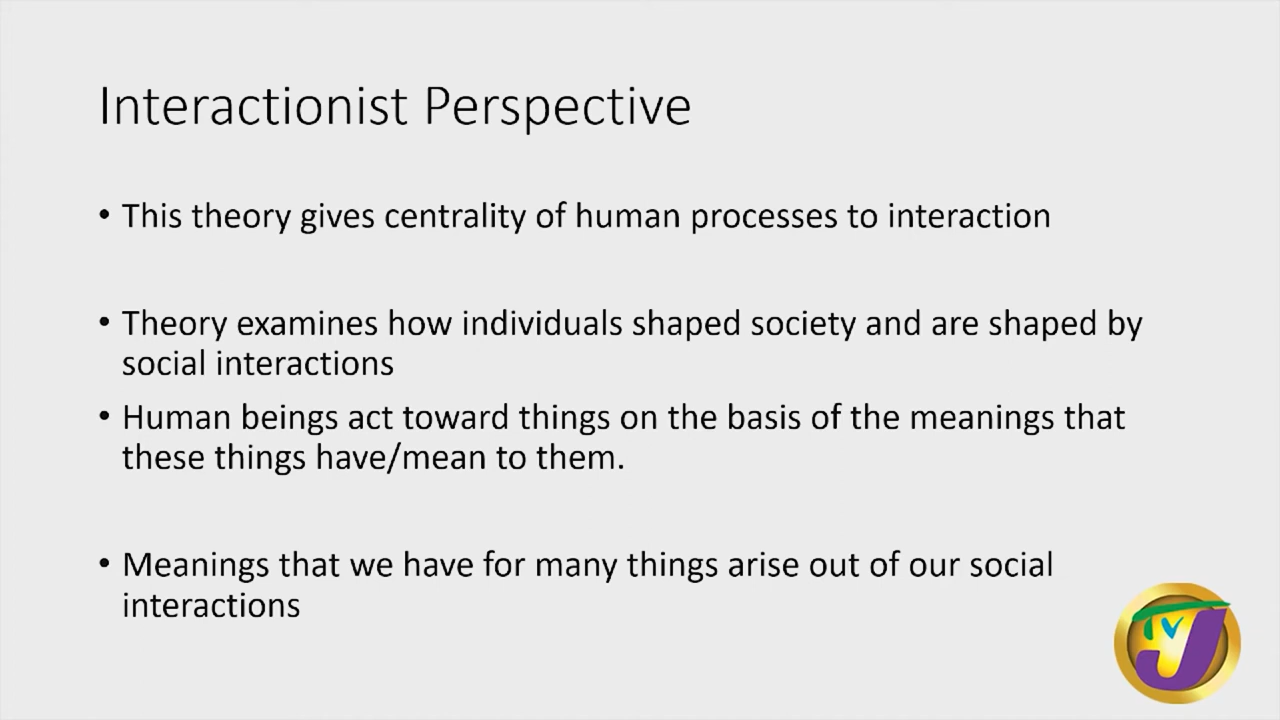 Interactionist Perspective
• This theory gives centrality of human processes to interaction
• Theory examines how individuals shaped society and are shaped by
social interactions
• Human beings act toward things on the basis of the meanings that
these things have/mean to them.
• Meanings that we have for many things arise out of our social
interactions
TVJ